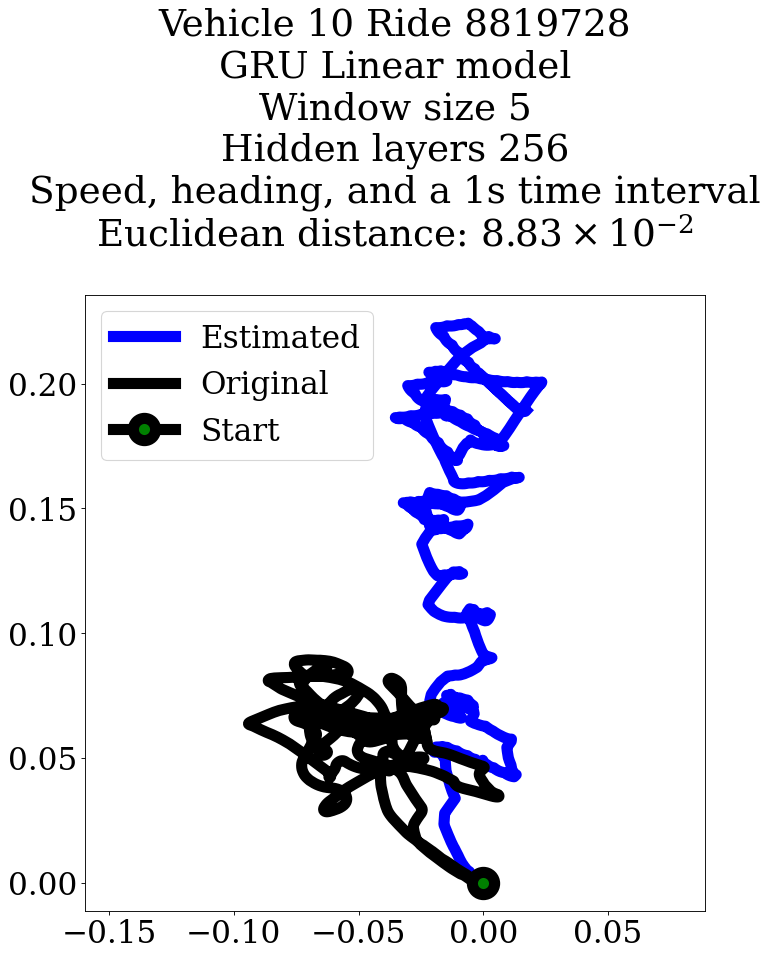 Vehicle 10 Ride 8819728
GRU Linear model
Window size 5
Hidden layers 256
Speed, heading, and a 1s time interval
Euclidean distance: 8.83 × 10⁻²
Estimated
Original
Start
0.20
0.15
0.10
0.05
0.00
−0.15 −0.10 −0.05 0.00 0.05